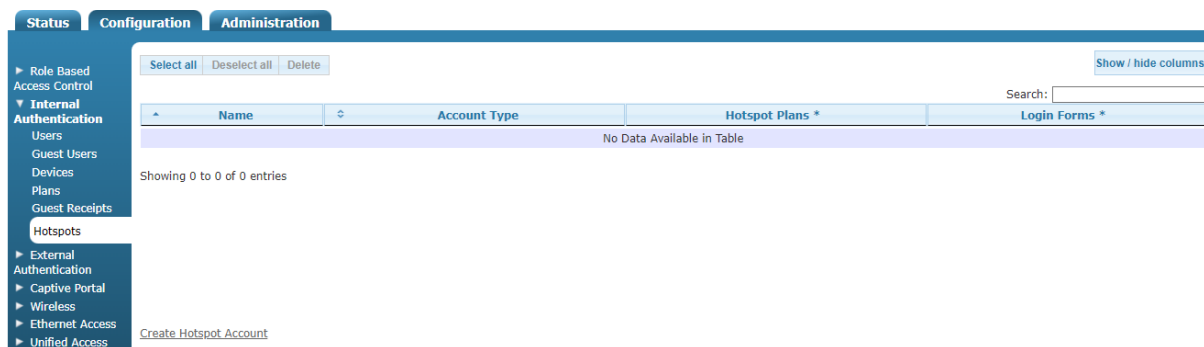 Status Configuration Administration
Select all Deselect all Delete
Show / hide columns
Search:
Name Account Type Hotspot Plans * Login Forms *
No Data Available in Table
Showing 0 to 0 of 0 entries
Create Hotspot Account
Role Based
Access Control
Internal
Authentication
Users
Guest Users
Devices
Plans
Guest Receipts
Hotspots
External
Authentication
Captive Portal
Wireless
Ethernet Access
Unified Access